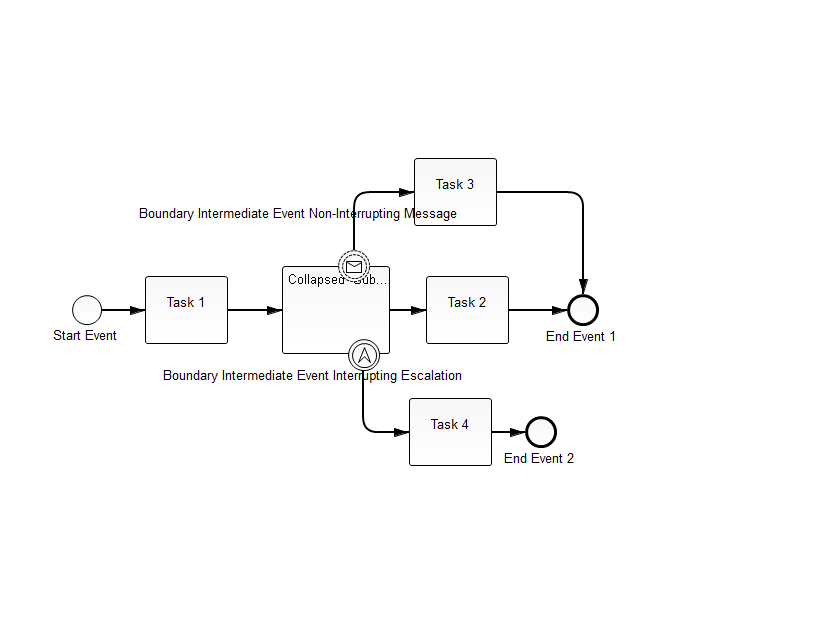 Task 3
Boundary Intermediate Event Non-Interrupting Message
Collapsed Sub...
Task 1
Task 2
Start Event
End Event 1
Boundary Intermediate Event Interrupting Escalation
Task 4
End Event 2